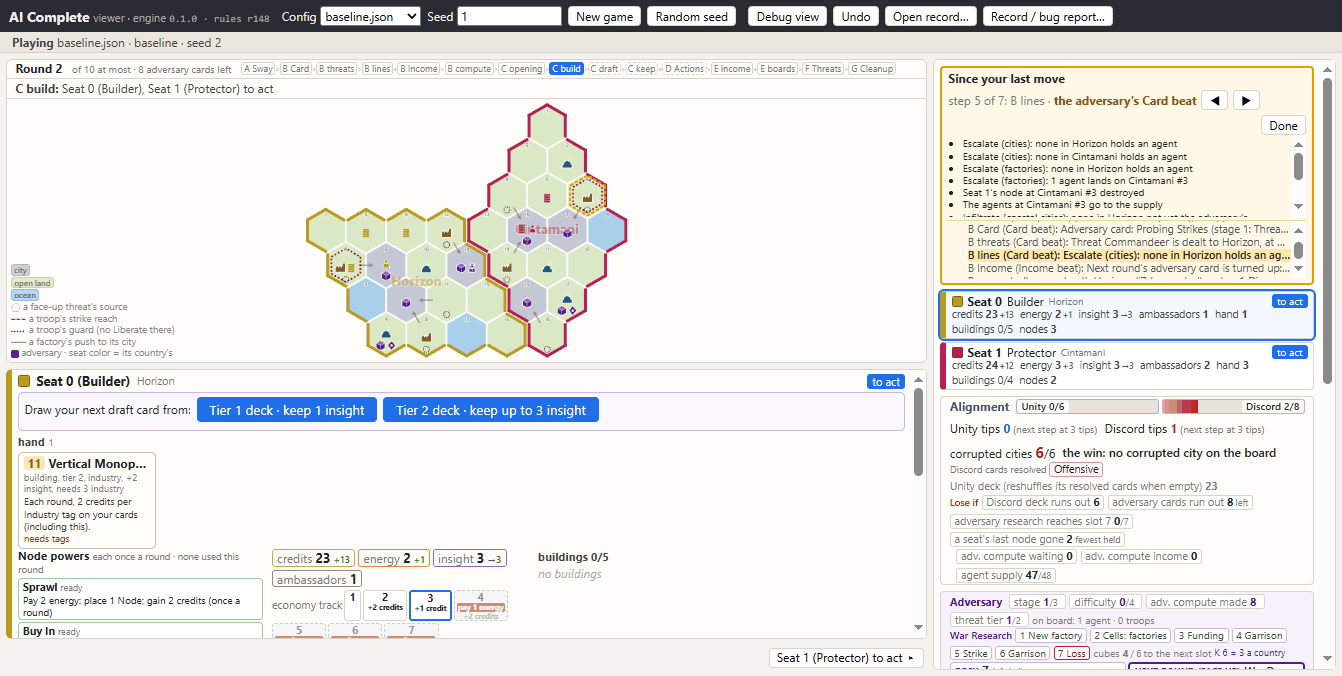 AI Complete viewer · engine 0.1.0 · rules r148 Config baseline.json Seed 1 New game Random seed Debug view Undo Open record... Record / bug report...
Playing baseline.json · baseline · seed 2
Round 2 of 10 at most · 8 adversary cards left A Sway B Card B threats B lines B Income B compute C opening C build C draft C keep D Actions E income E boards F Threats G Cleanup
C build: Seat 0 (Builder), Seat 1 (Protector) to act
Cintamani
Horizon
city
open land
ocean
a face-up threat's source
a troop's strike reach
a troop's guard (no Liberate there)
a factory's push to its city
adversary · seat color = its country's
Seat 0 (Builder) Horizon to act
Draw your next draft card from: Tier 1 deck · keep 1 insight Tier 2 deck · keep up to 3 insight
hand 1
11 Vertical Monop...
building, tier 2, industry, +2
insight, needs 3 industry
Each round, 2 credits per
Industry tag on your cards
(including this).
needs tags
Node powers each once a round · none used this
round
Sprawl ready
Pay 2 energy: place 1 Node; gain 2 credits (once a
round)
Buy In ready
credits 23 +13 energy 2 +1 insight 3 →3
ambassadors 1
economy track 1 2 +2 credits 3 +1 credit 4 pay 1 energy +2 credits
5 6 7
buildings 0/5
no buildings
Seat 1 (Protector) to act ▸
Since your last move
step 5 of 7: B lines · the adversary's Card beat ◀ ▶
Done
Escalate (cities): none in Horizon holds an agent
Escalate (cities): none in Cintamani holds an agent
Escalate (factories): none in Horizon holds an agent
Escalate (factories): 1 agent lands on Cintamani #3
Seat 1's node at Cintamani #3 destroyed
The agents at Cintamani #3 go to the supply
B Card (Card beat): Adversary card: Probing Strikes (stage 1: Threa...
B threats (Card beat): Threat Commandeer is dealt to Horizon, at ...
B lines (Card beat): Escalate (cities): none in Horizon holds an ag...
B Income (income beat): Next round's adversary card is turned up...
Seat 0 Builder Horizon to act
credits 23 +13 energy 2 +1 insight 3 →3 ambassadors 1 hand 1
buildings 0/5 nodes 3
Seat 1 Protector Cintamani to act
credits 24 +12 energy 3 +3 insight 3 →3 ambassadors 2 hand 3
buildings 0/4 nodes 2
Alignment Unity 0/6 Discord 2/8
Unity tips 0 (next step at 3 tips) Discord tips 1 (next step at 3 tips)
corrupted cities 6/6 the win: no corrupted city on the board
Discord cards resolved Offensive
Unity deck (reshuffles its resolved cards when empty) 23
Lose if Discord deck runs out 6 adversary cards run out 8 left
adversary research reaches slot 7 0/7
a seat's last node gone 2 fewest held
adv. compute waiting 0 adv. compute income 0
agent supply 47/48
Adversary stage 1/3 difficulty 0/4 adv. compute made 8
threat tier 1/2 on board: 1 agent · 0 troops
War Research 1 New factory 2 Cells: factories 3 Funding 4 Garrison
5 Strike 6 Garrison 7 Loss cubes 4/6 to the next slot K 6 = 3 a country